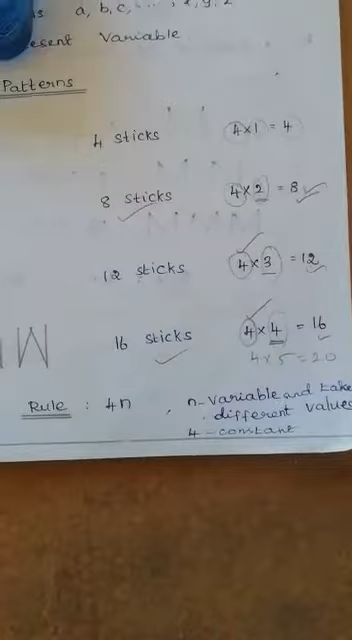 a, b, c, ...., x, y, z
esent Variable
Patterns
4 sticks 4×1 = 4
8 sticks 4×2 = 8
12 sticks 4×3 = 12
16 sticks 4×4 = 16
4×5=20
Rule : 4n , n-variable and take
different values
4 - constant